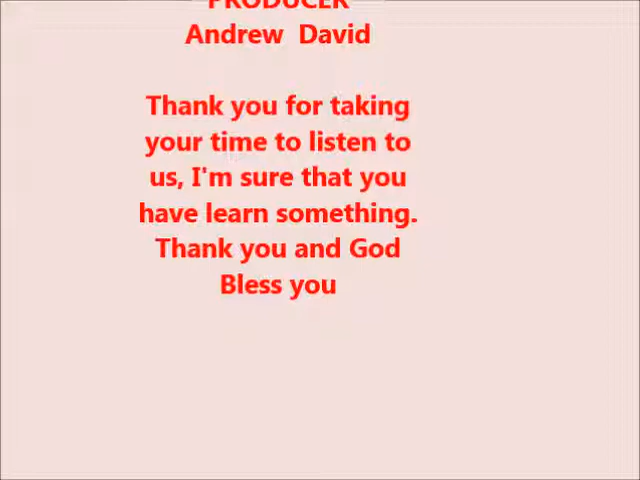 PRODUCER
Andrew David
Thank you for taking
your time to listen to
us, I'm sure that you
have learn something.
Thank you and God
Bless you